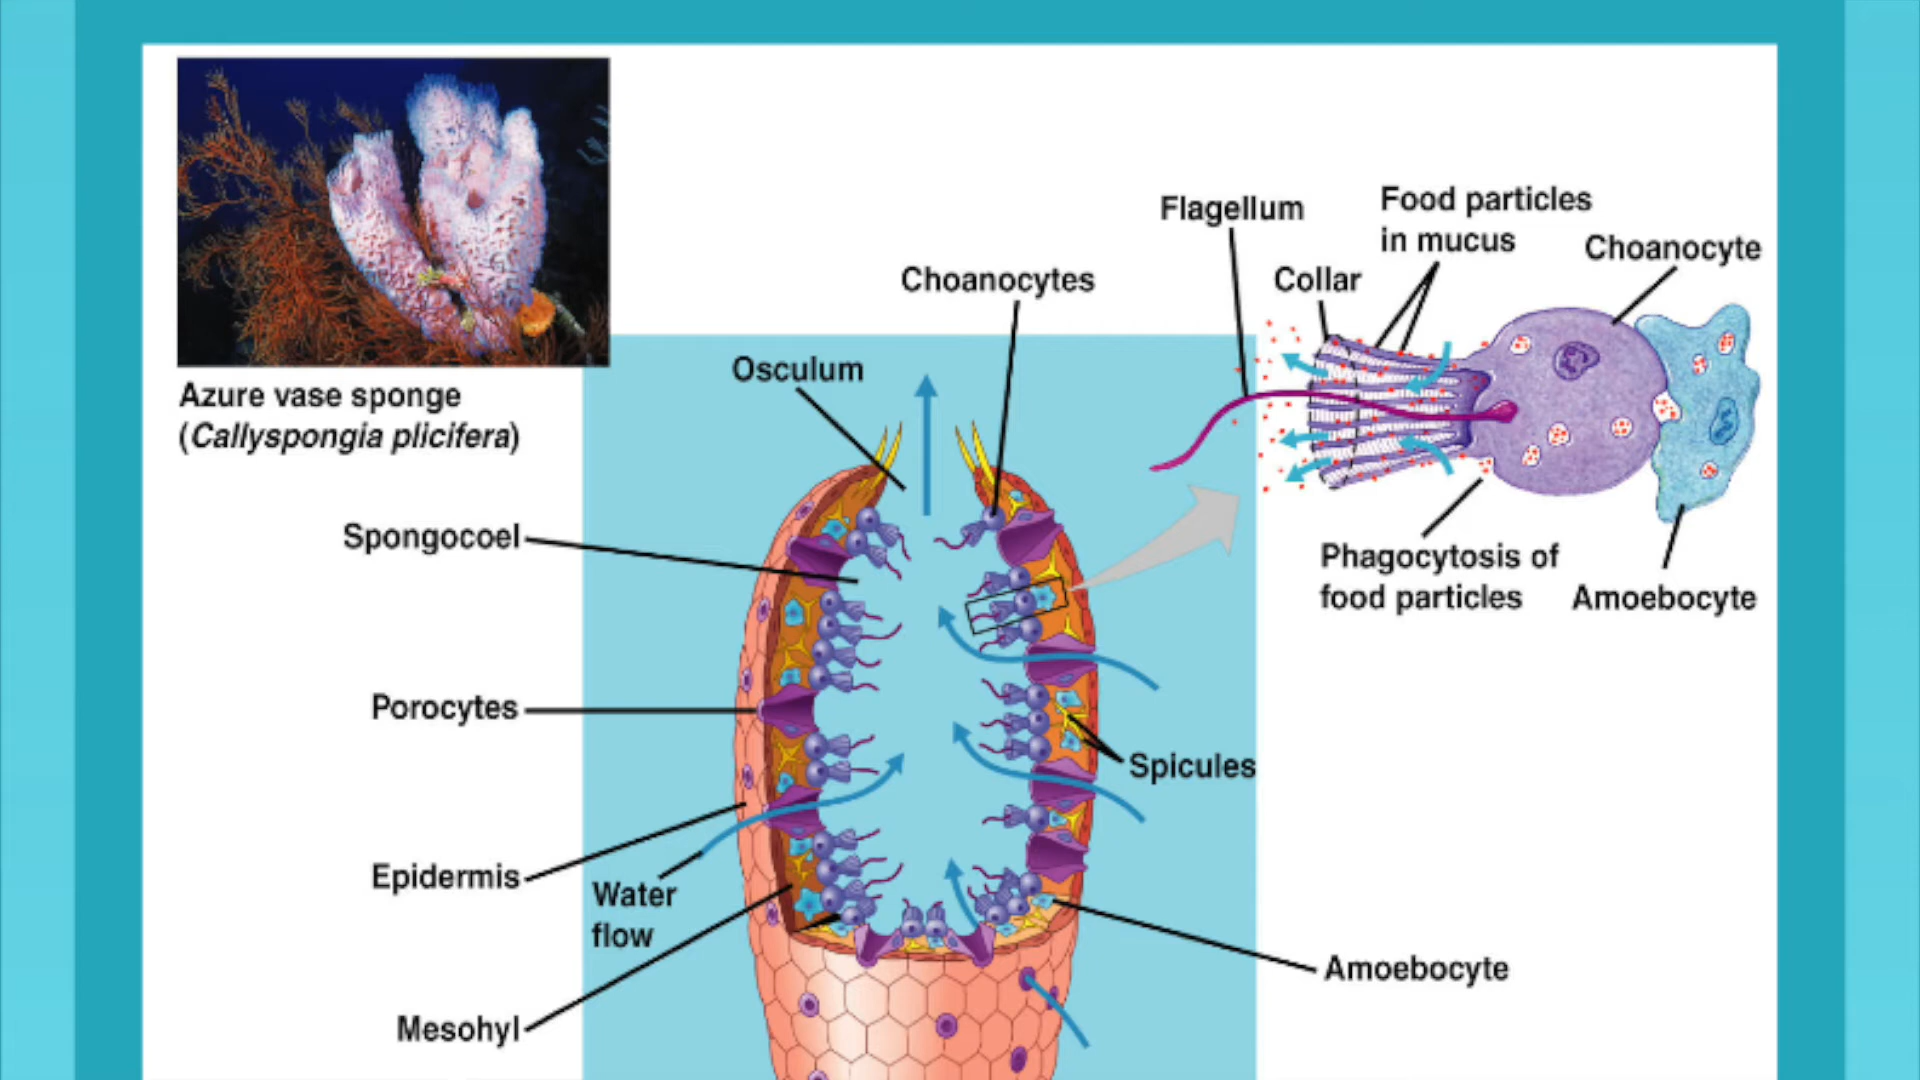 Azure vase sponge
(Callyspongia plicifera)
Flagellum
Food particles
in mucus
Choanocyte
Collar
Choanocytes
Osculum
Spongocoel
Phagocytosis of
food particles
Amoebocyte
Porocytes
Spicules
Epidermis
Water
flow
Amoebocyte
Mesohyl